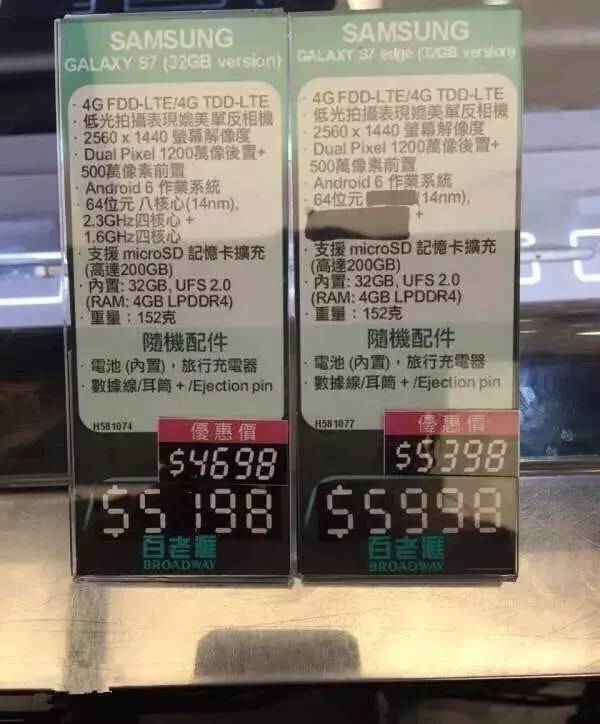 SAMSUNG
GALAXY S7 (32GB version)
· 4G FDD-LTE/4G TDD-LTE
· 低光拍攝表現媲美單反相機
· 2560 x 1440 螢幕解像度
· Dual Pixel 1200萬像後置+
500萬像素前置
· Android 6 作業系統
· 64位元 八核心(14nm),
2.3GHz四核心 +
1.6GHz四核心
· 支援 microSD 記憶卡擴充
(高達200GB)
· 內置: 32GB, UFS 2.0
(RAM: 4GB LPDDR4)
· 重量：152克
隨機配件
· 電池 (內置)，旅行充電器
· 數據線/耳筒 + /Ejection pin
H581074
優惠價
$4698
$5198
百老滙
BROADWAY
SAMSUNG
GALAXY S7 edge (32GB version)
· 4G FDD-LTE/4G TDD-LTE
· 低光拍攝表現媲美單反相機
· 2560 x 1440 螢幕解像度
· Dual Pixel 1200萬像後置+
500萬像素前置
· Android 6 作業系統
· 64位元 (14nm),
+
· 支援 microSD 記憶卡擴充
(高達200GB)
· 內置: 32GB, UFS 2.0
(RAM: 4GB LPDDR4)
· 重量：152克
隨機配件
· 電池 (內置)，旅行充電器
· 數據線/耳筒 + /Ejection pin
H581077
優惠價
$5398
$5998
百老滙
BROADWAY